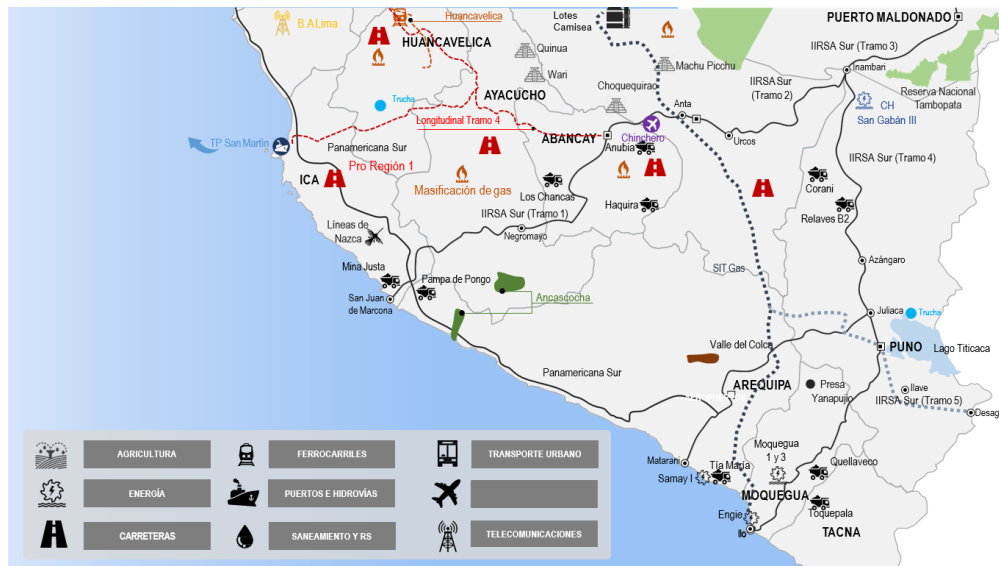 B.A Lima
Huancavelica
HUANCAVELICA
Lotes
Camisea
PUERTO MALDONADO
IIRSA Sur (Tramo 3)
Quinua
Wari
Machu Picchu
Inambari
IIRSA Sur
(Tramo 2)
Reserva Nacional
Tambopata
Choquequirao
AYACUCHO
Trucha
CH
San Gabán III
Longitudinal Tramo 4
Anta
Chinchero
Urcos
ABANCAY
Anubia
TP San Martín
Panamericana Sur
Pro Región 1
ICA
IIRSA Sur (Tramo 4)
Masificación de gas
Los Chancas
Haquira
Corani
Relaves B2
IIRSA Sur (Tramo 1)
Negromayo
Líneas de
Nazca
Mina Justa
SIT Gas
Azángaro
Pampa de Pongo
San Juan
de Marcona
Ancascocha
Juliaca
Trucha
Valle del Colca
PUNO
Lago Titicaca
Panamericana Sur
AREQUIPA
Presa
Yanapujio
Ilave
IIRSA Sur (Tramo 5)
Desag
Moquegua
1 y 3
Matarani
Tía María
Samay I
Quellaveco
MOQUEGUA
Engie
Toquepala
Ilo
TACNA
AGRICULTURA
FERROCARRILES
TRANSPORTE URBANO
ENERGÍA
PUERTOS E HIDROVÍAS
CARRETERAS
SANEAMIENTO Y RS
TELECOMUNICACIONES